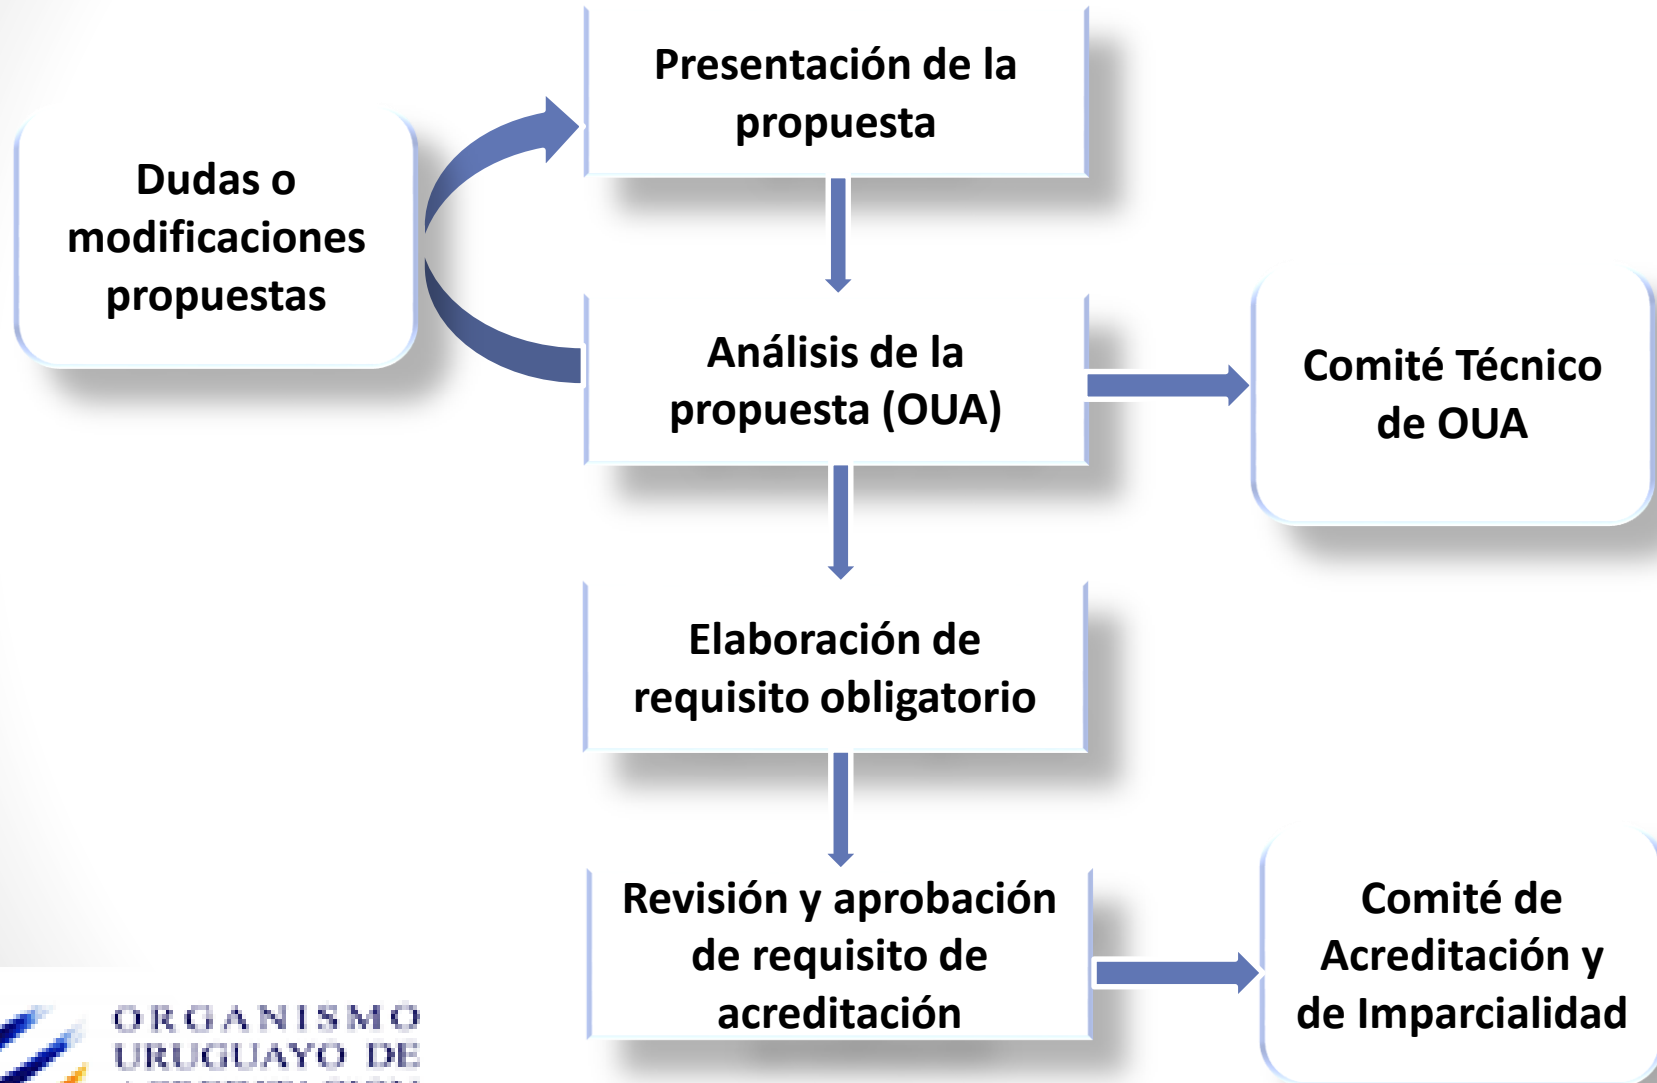 Presentación de la
propuesta
Dudas o
modificaciones
propuestas
Análisis de la
propuesta (OUA)
Comité Técnico
de OUA
Elaboración de
requisito obligatorio
Revisión y aprobación
de requisito de
acreditación
Comité de
Acreditación y
de Imparcialidad
ORGANISMO
URUGUAYO DE